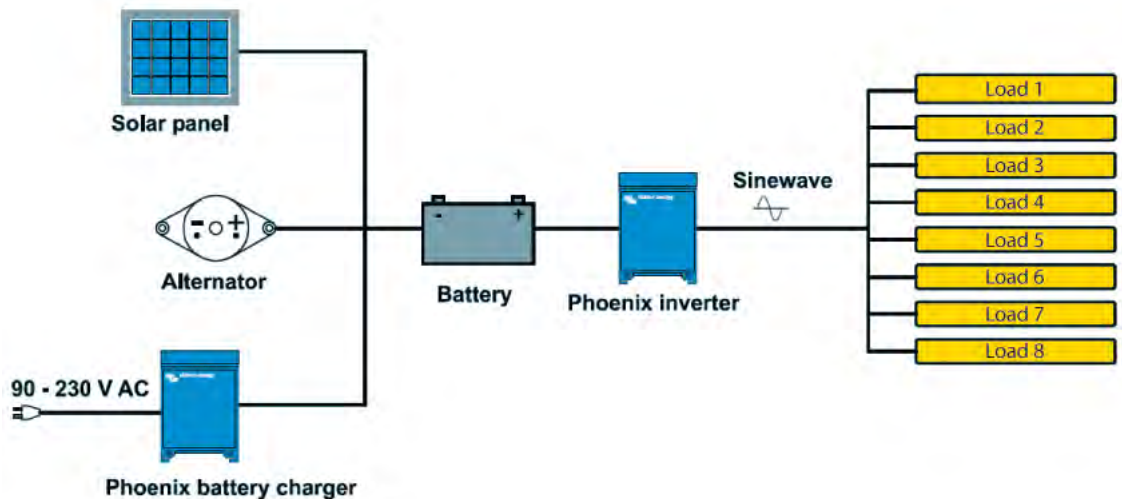 Solar panel
Alternator
90 - 230 V AC
Phoenix battery charger
- +
- +
Battery
Phoenix inverter
Sinewave
Load 1
Load 2
Load 3
Load 4
Load 5
Load 6
Load 7
Load 8